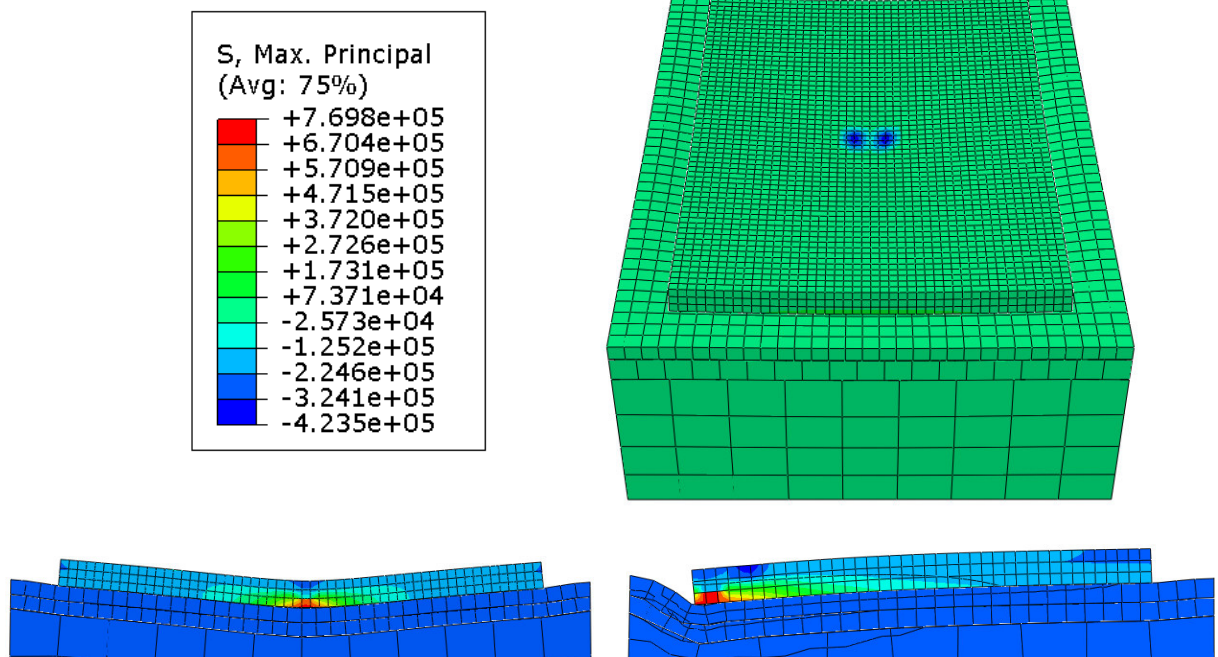 S, Max. Principal
(Avg: 75%)
+7.698e+05
+6.704e+05
+5.709e+05
+4.715e+05
+3.720e+05
+2.726e+05
+1.731e+05
+7.371e+04
-2.573e+04
-1.252e+05
-2.246e+05
-3.241e+05
-4.235e+05